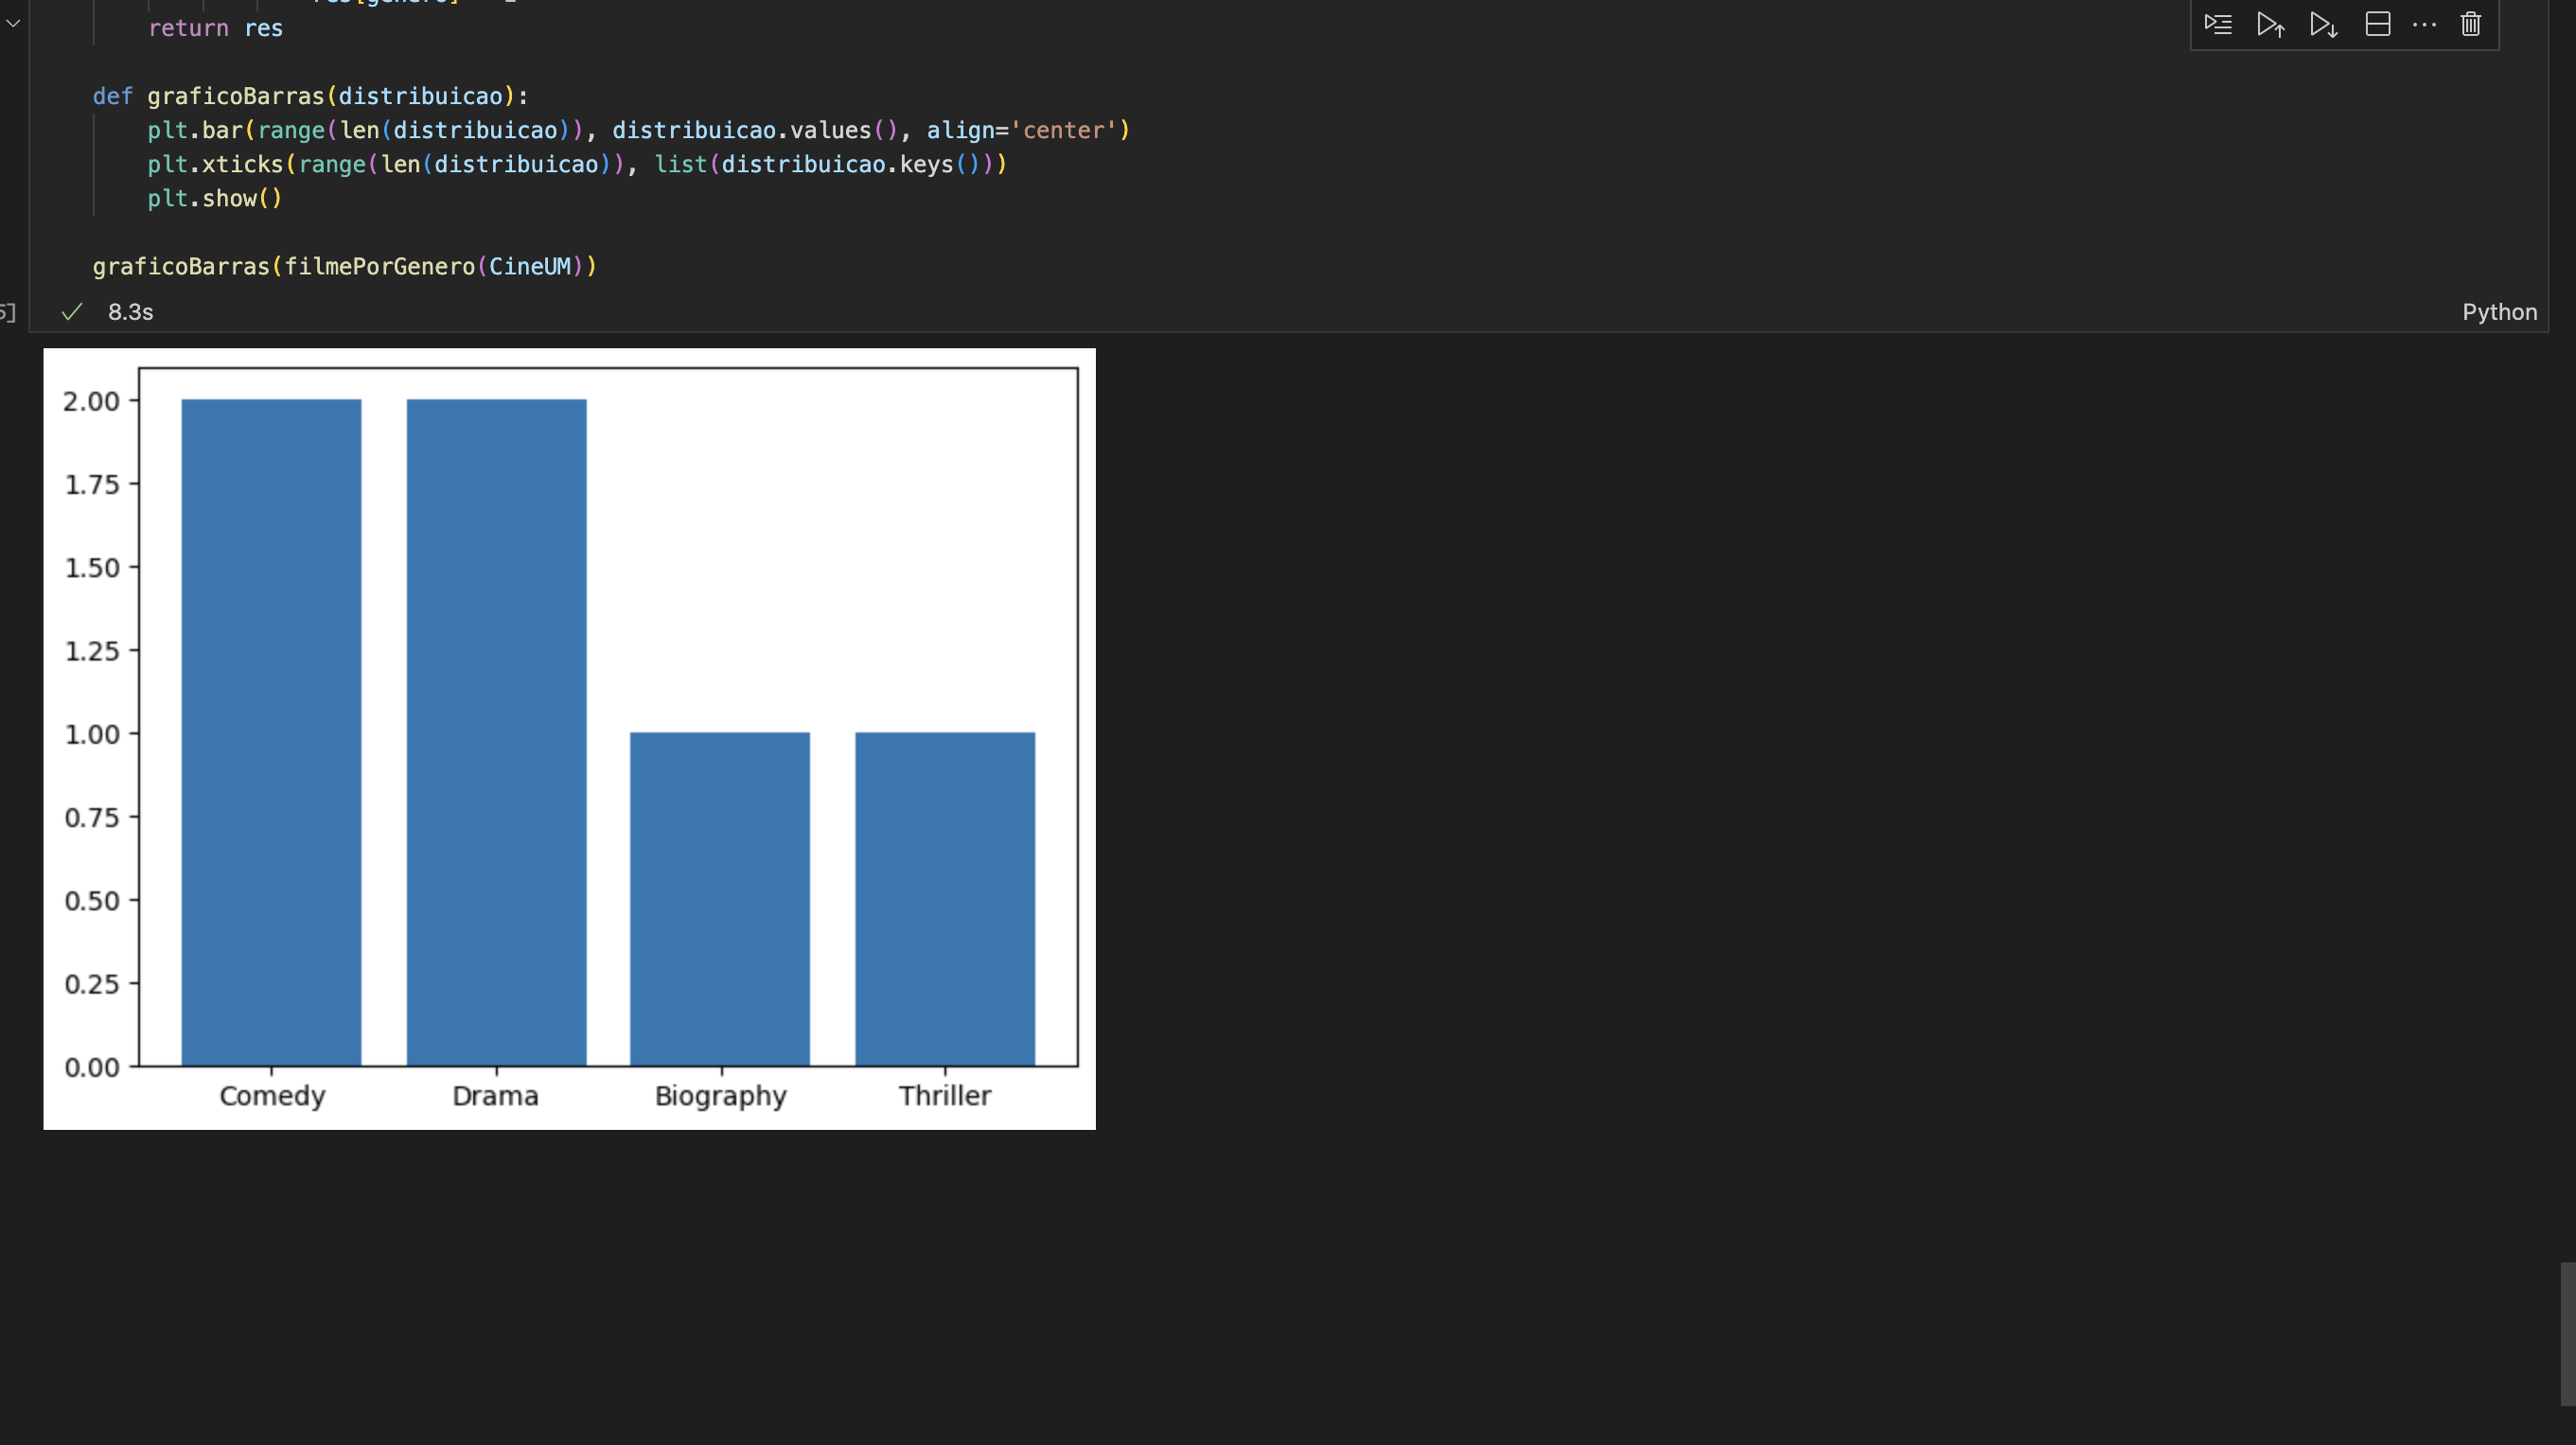 return res
def graficoBarras(distribuicao):
plt.bar(range(len(distribuicao)), distribuicao.values(), align='center')
plt.xticks(range(len(distribuicao)), list(distribuicao.keys()))
plt.show()
graficoBarras(filmePorGenero(CineUM))
8.3s
Python
2.00
1.75
1.50
1.25
1.00
0.75
0.50
0.25
0.00
Comedy Drama Biography Thriller